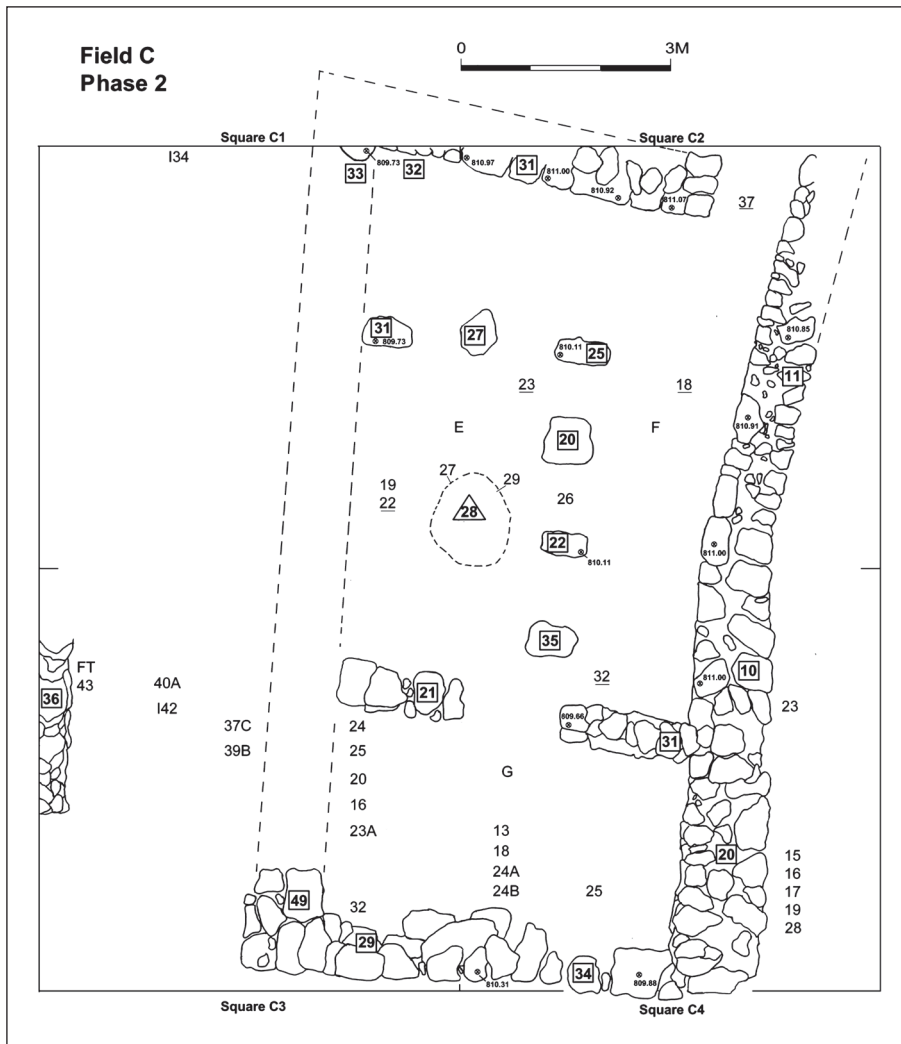 Field C
Phase 2
0 3M
Square C1 Square C2
I34
33 809.73 32 810.97 31 811.00 810.92 811.07 37
31 809.73 27 810.11 25 810.85
11
23 18
810.91
E 20 F
27 29
19 26
22 28
22 810.11 811.00
35
FT
43 40A 21 32 811.00 10
36 I42 809.66 23
37C 24 31
39B 25 G
20
16
23A 13
18 20 15
24A 16
49 24B 25 17
32 19
29 28
810.31 34 809.88
Square C3 Square C4